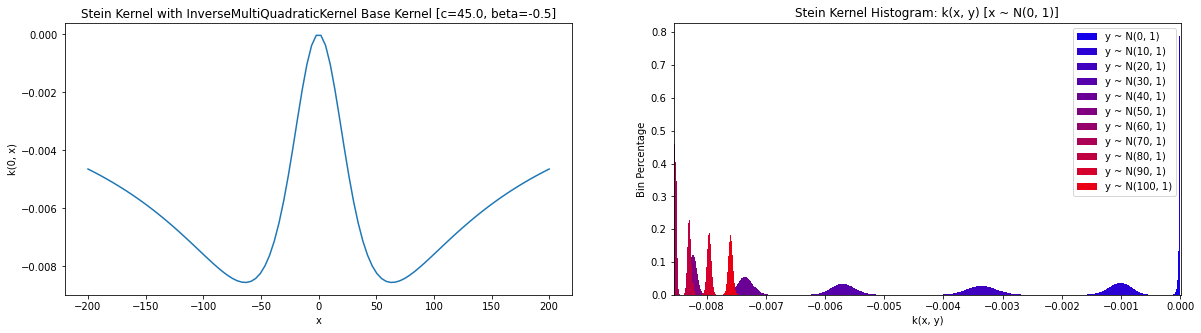 Stein Kernel with InverseMultiQuadraticKernel Base Kernel [c=45.0, beta=-0.5]
0.000
−0.002
−0.004
−0.006
−0.008
k(0, x)
−200
−150
−100
−50
0
50
100
150
200
x
Stein Kernel Histogram: k(x, y) [x ~ N(0, 1)]
0.8
0.7
0.6
0.5
0.4
0.3
0.2
0.1
0.0
Bin Percentage
y ~ N(0, 1)
y ~ N(10, 1)
y ~ N(20, 1)
y ~ N(30, 1)
y ~ N(40, 1)
y ~ N(50, 1)
y ~ N(60, 1)
y ~ N(70, 1)
y ~ N(80, 1)
y ~ N(90, 1)
y ~ N(100, 1)
−0.008
−0.007
−0.006
−0.005
−0.004
−0.003
−0.002
−0.001
0.000
k(x, y)